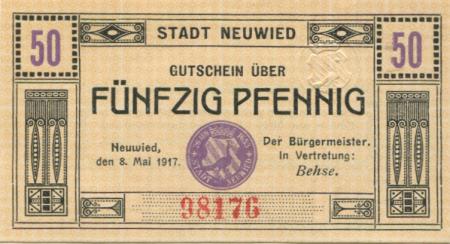 STADT NEUWIED
50
50
GUTSCHEIN ÜBER
FÜNFZIG PFENNIG
Neuwied,
den 8. Mai 1917.
Der Bürgermeister.
In Vertretung:
Behse.
98176